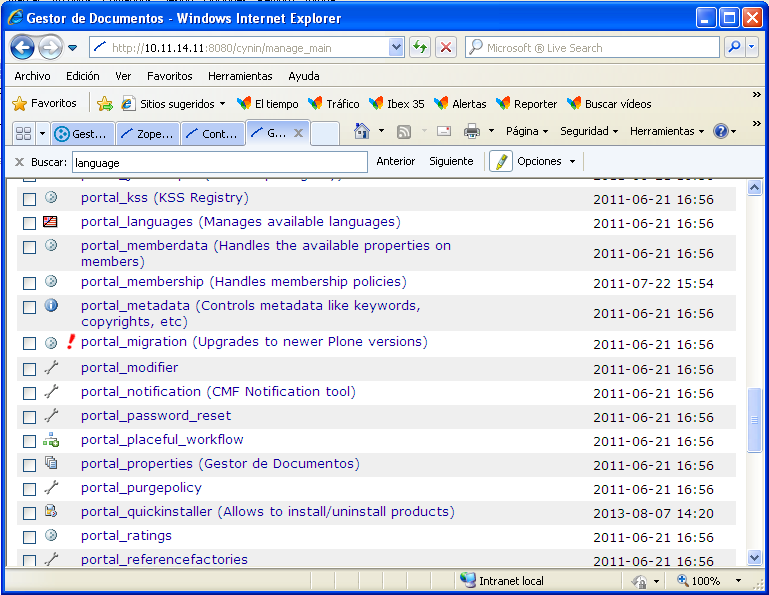 Gestor de Documentos - Windows Internet Explorer
http://10.11.14.11:8080/cynin/manage_main
Microsoft ® Live Search
Archivo Edición Ver Favoritos Herramientas Ayuda
Favoritos Sitios sugeridos El tiempo Tráfico Ibex 35 Alertas Reporter Buscar vídeos
Gest... Zope... Cont... G... Página Seguridad Herramientas
Buscar: language Anterior Siguiente Opciones
portal_kss (KSS Registry) 2011-06-21 16:56
portal_languages (Manages available languages) 2011-06-21 16:56
portal_memberdata (Handles the available properties on
members) 2011-06-21 16:56
portal_membership (Handles membership policies) 2011-07-22 15:54
portal_metadata (Controls metadata like keywords,
copyrights, etc) 2011-06-21 16:56
portal_migration (Upgrades to newer Plone versions) 2011-06-21 16:56
portal_modifier 2011-06-21 16:56
portal_notification (CMF Notification tool) 2011-06-21 16:56
portal_password_reset 2011-06-21 16:56
portal_placeful_workflow 2011-06-21 16:56
portal_properties (Gestor de Documentos) 2011-06-21 16:56
portal_purgepolicy 2011-06-21 16:56
portal_quickinstaller (Allows to install/uninstall products) 2013-08-07 14:20
portal_ratings 2011-06-21 16:56
portal_referencefactories 2011-06-21 16:56
Intranet local 100%